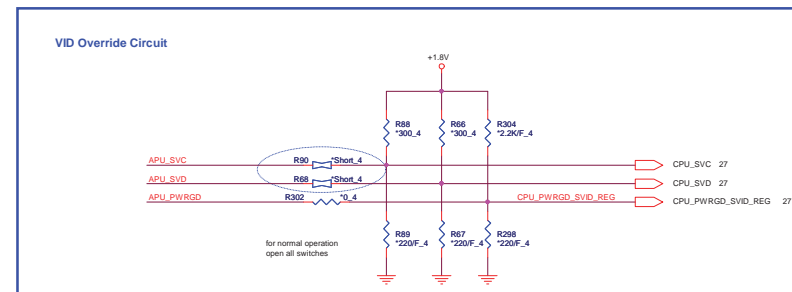 VID Override Circuit
+1.8V
R88 R66 R304
*300_4 *300_4 *2.2K/F_4
APU_SVC R90 *Short_4 CPU_SVC 27
APU_SVD R68 *Short_4 CPU_SVD 27
APU_PWRGD R302 *0_4 CPU_PWRGD_SVID_REG CPU_PWRGD_SVID_REG 27
R89 R67 R298
*220/F_4 *220/F_4 *220/F_4
for normal operation
open all switches